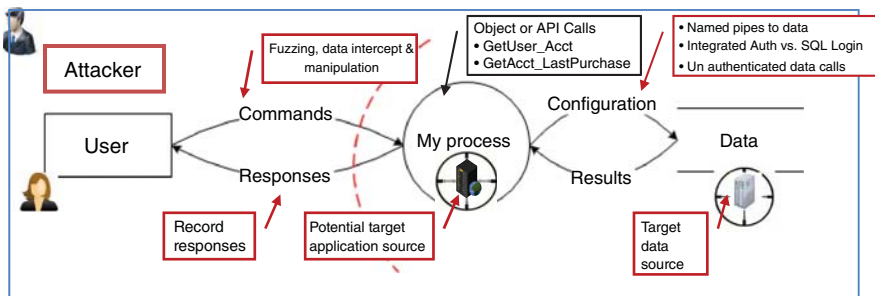 Attacker
Fuzzing, data intercept &
manipulation
Object or API Calls
• GetUser_Acct
• GetAcct_LastPurchase
• Named pipes to data
• Integrated Auth vs. SQL Login
• Un authenticated data calls
User
Commands
Responses
My process
Configuration
Results
Data
Record
responses
Potential target
application source
Target
data
source